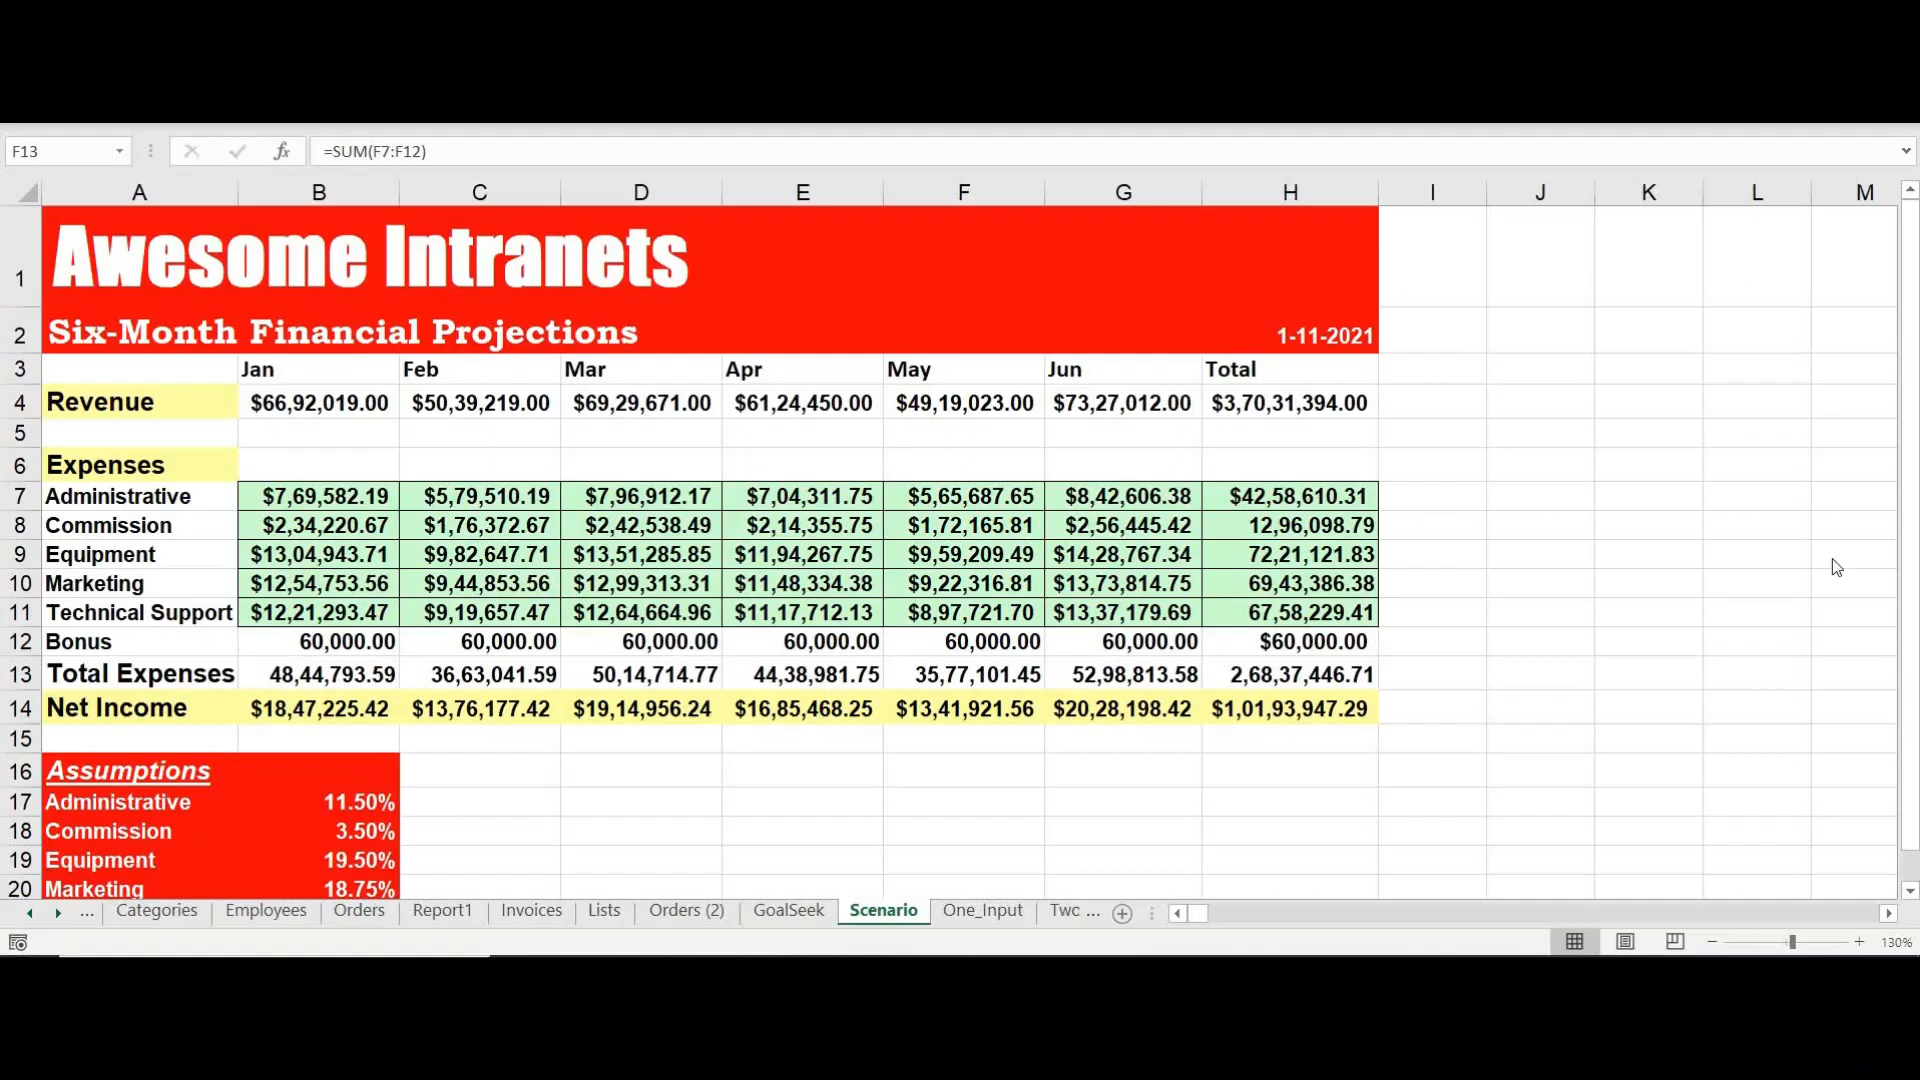 F13 fx =SUM(F7:F12)
A B C D E F G H I J K L M
1 Awesome Intranets
2 Six-Month Financial Projections 1-11-2021
3 Jan Feb Mar Apr May Jun Total
4 Revenue $66,92,019.00 $50,39,219.00 $69,29,671.00 $61,24,450.00 $49,19,023.00 $73,27,012.00 $3,70,31,394.00
5
6 Expenses
7 Administrative $7,69,582.19 $5,79,510.19 $7,96,912.17 $7,04,311.75 $5,65,687.65 $8,42,606.38 $42,58,610.31
8 Commission $2,34,220.67 $1,76,372.67 $2,42,538.49 $2,14,355.75 $1,72,165.81 $2,56,445.42 12,96,098.79
9 Equipment $13,04,943.71 $9,82,647.71 $13,51,285.85 $11,94,267.75 $9,59,209.49 $14,28,767.34 72,21,121.83
10 Marketing $12,54,753.56 $9,44,853.56 $12,99,313.31 $11,48,334.38 $9,22,316.81 $13,73,814.75 69,43,386.38
11 Technical Support $12,21,293.47 $9,19,657.47 $12,64,664.96 $11,17,712.13 $8,97,721.70 $13,37,179.69 67,58,229.41
12 Bonus 60,000.00 60,000.00 60,000.00 60,000.00 60,000.00 60,000.00 $60,000.00
13 Total Expenses 48,44,793.59 36,63,041.59 50,14,714.77 44,38,981.75 35,77,101.45 52,98,813.58 2,68,37,446.71
14 Net Income $18,47,225.42 $13,76,177.42 $19,14,956.24 $16,85,468.25 $13,41,921.56 $20,28,198.42 $1,01,93,947.29
15
16 Assumptions
17 Administrative 11.50%
18 Commission 3.50%
19 Equipment 19.50%
20 Marketing 18.75%
... Categories Employees Orders Report1 Invoices Lists Orders (2) GoalSeek Scenario One_Input Two ...
130%